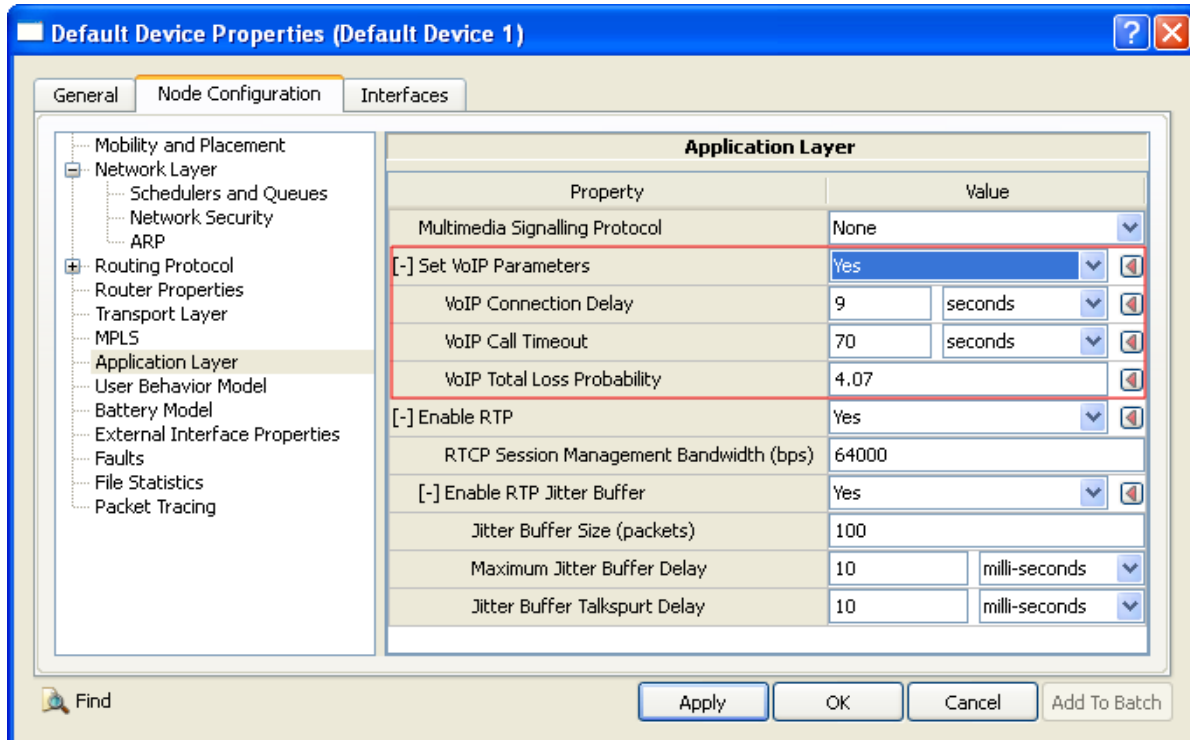 Default Device Properties (Default Device 1)
General Node Configuration Interfaces
Mobility and Placement
Network Layer
Schedulers and Queues
Network Security
ARP
Routing Protocol
Router Properties
Transport Layer
MPLS
Application Layer
User Behavior Model
Battery Model
External Interface Properties
Faults
File Statistics
Packet Tracing
Application Layer
Property Value
Multimedia Signalling Protocol None
[-] Set VoIP Parameters Yes
VoIP Connection Delay 9 seconds
VoIP Call Timeout 70 seconds
VoIP Total Loss Probability 4.07
[-] Enable RTP Yes
RTCP Session Management Bandwidth (bps) 64000
[-] Enable RTP Jitter Buffer Yes
Jitter Buffer Size (packets) 100
Maximum Jitter Buffer Delay 10 milli-seconds
Jitter Buffer Talkspurt Delay 10 milli-seconds
Find Apply OK Cancel Add To Batch